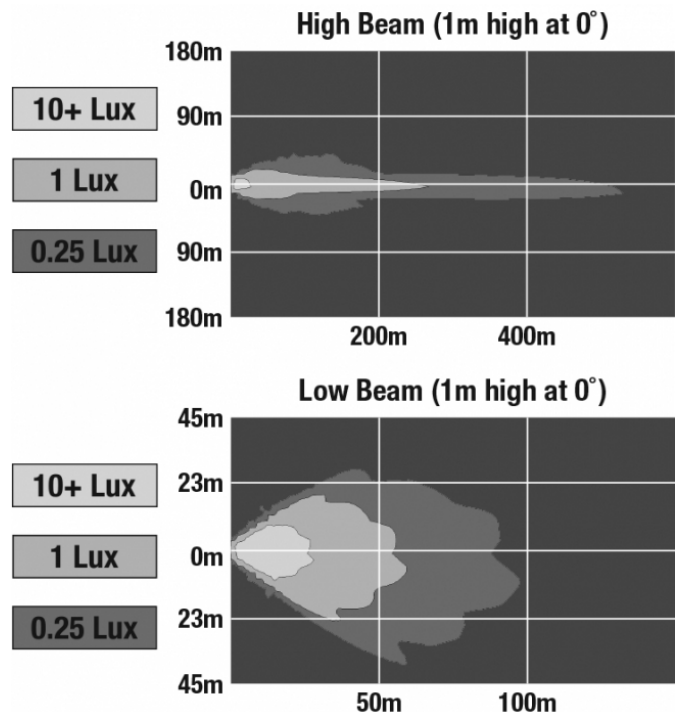 High Beam (1m high at 0°)
180m
10+ Lux
90m
1 Lux
0m
0.25 Lux
90m
180m
200m
400m
Low Beam (1m high at 0°)
45m
10+ Lux
23m
1 Lux
0m
0.25 Lux
23m
45m
50m
100m